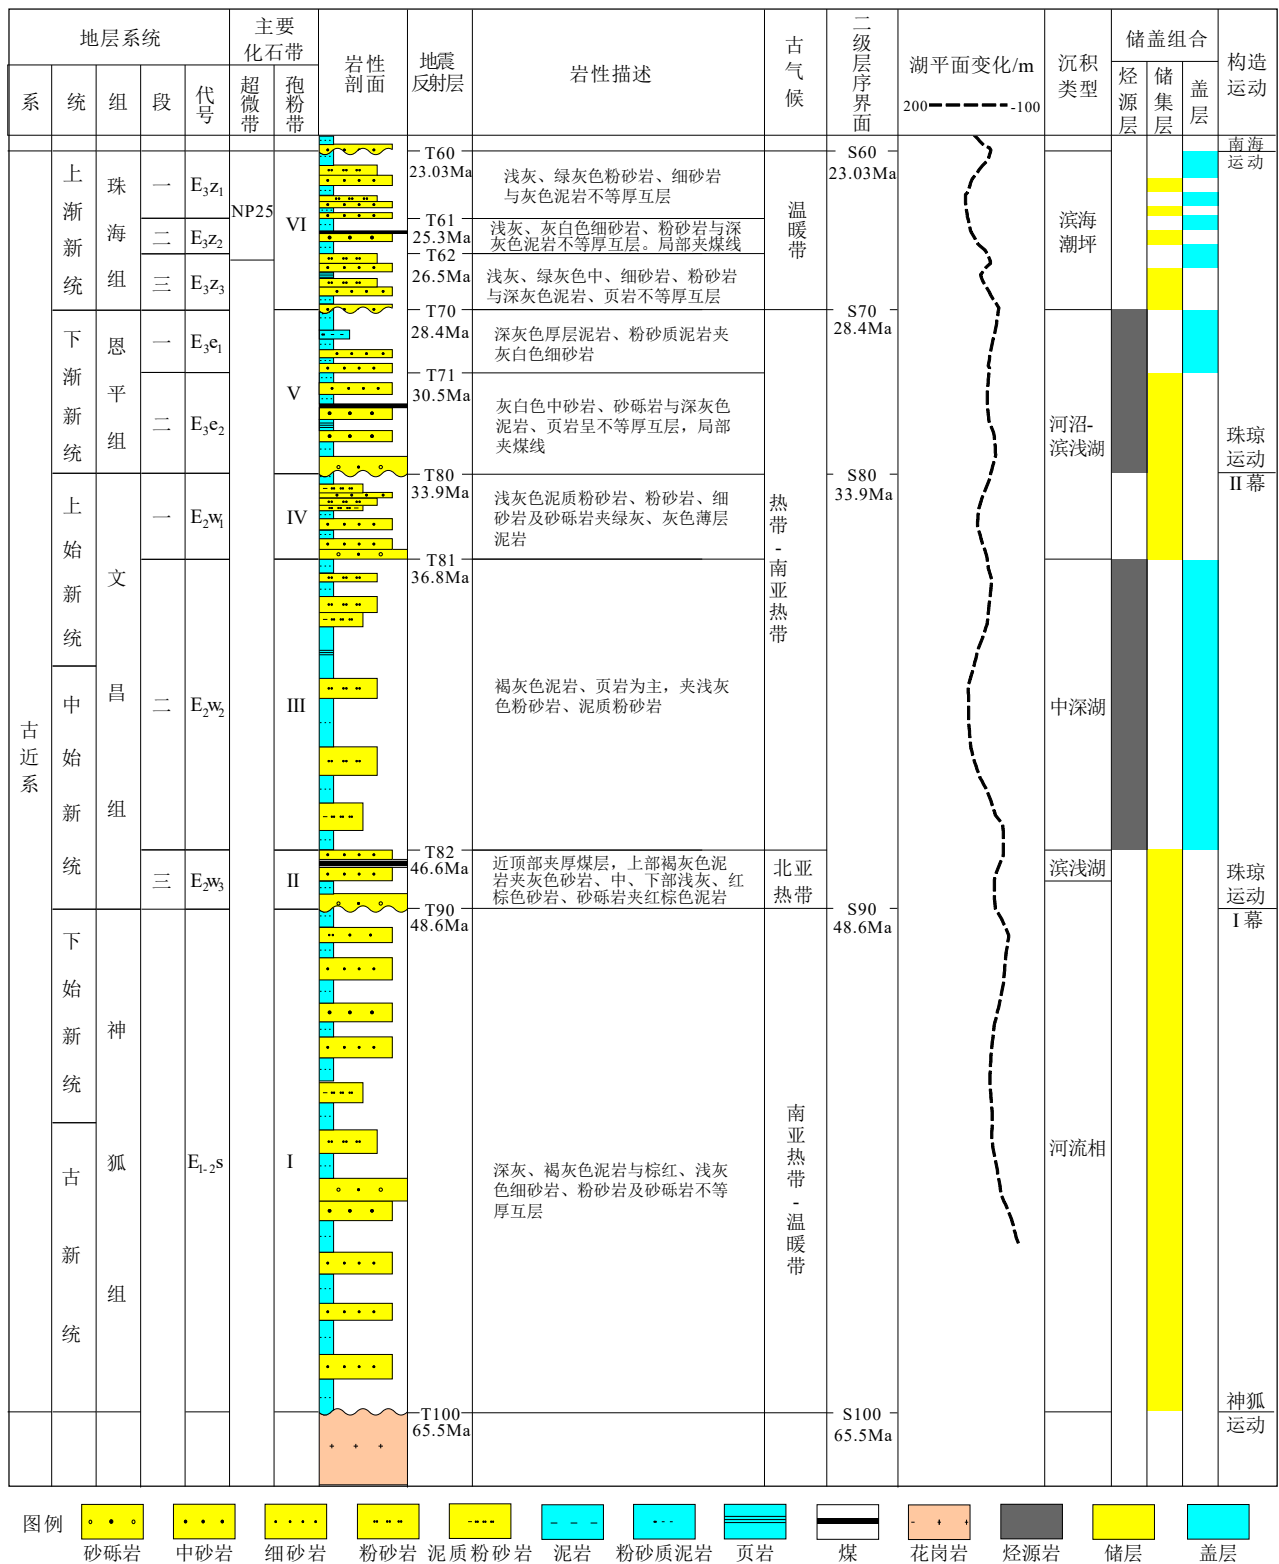 地层系统
主要
化石带
岩性
剖面
地震
反射层
岩性描述
古气候
二级层序界面
湖平面变化/m
200
-100
沉积
类型
储盖组合
构造
运动
系
统
组
段
代号
超微带
孢粉带
烃源层
储集层
盖层
古近系
上渐新统
下渐新统
上始新统
中始新统
下始新统
古新统
珠海组
恩平组
文昌组
神狐组
一
二
三
一
二
一
二
三
E₃z₁
E₃z₂
E₃z₃
E₃e₁
E₃e₂
E₂w₁
E₂w₂
E₂w₃
E₁₋₂s
NP25
VI
V
IV
III
II
I
T60
23.03Ma
T61
25.3Ma
T62
26.5Ma
T70
28.4Ma
T71
30.5Ma
T80
33.9Ma
T81
36.8Ma
T82
46.6Ma
T90
48.6Ma
T100
65.5Ma
浅灰、绿灰色粉砂岩、细砂岩
与灰色泥岩不等厚互层
浅灰、灰白色细砂岩、粉砂岩与深
灰色泥岩不等厚互层。局部夹煤线
浅灰、绿灰色中、细砂岩、粉砂岩
与深灰色泥岩、页岩不等厚互层
深灰色厚层泥岩、粉砂质泥岩夹
灰白色细砂岩
灰白色中砂岩、砂砾岩与深灰色
泥岩、页岩呈不等厚互层，局部
夹煤线
浅灰色泥质粉砂岩、粉砂岩、细
砂岩及砂砾岩夹绿灰、灰色薄层
泥岩
褐灰色泥岩、页岩为主，夹浅灰
色粉砂岩、泥质粉砂岩
近顶部夹厚煤层，上部褐灰色泥
岩夹灰色砂岩、中、下部浅灰、红
棕色砂岩、砂砾岩夹红棕色泥岩
深灰、褐灰色泥岩与棕红、浅灰
色细砂岩、粉砂岩及砂砾岩不等
厚互层
温暖带
热带-南亚热带
北亚
热带
南亚热带-温暖带
S60
23.03Ma
S70
28.4Ma
S80
33.9Ma
S90
48.6Ma
S100
65.5Ma
滨海
潮坪
河沼-
滨浅湖
中深湖
滨浅湖
河流相
南海
运动
珠琼
运动
II幕
珠琼
运动
I幕
神狐
运动
图例
砂砾岩
中砂岩
细砂岩
粉砂岩
泥质粉砂岩
泥岩
粉砂质泥岩
页岩
煤
花岗岩
烃源岩
储层
盖层